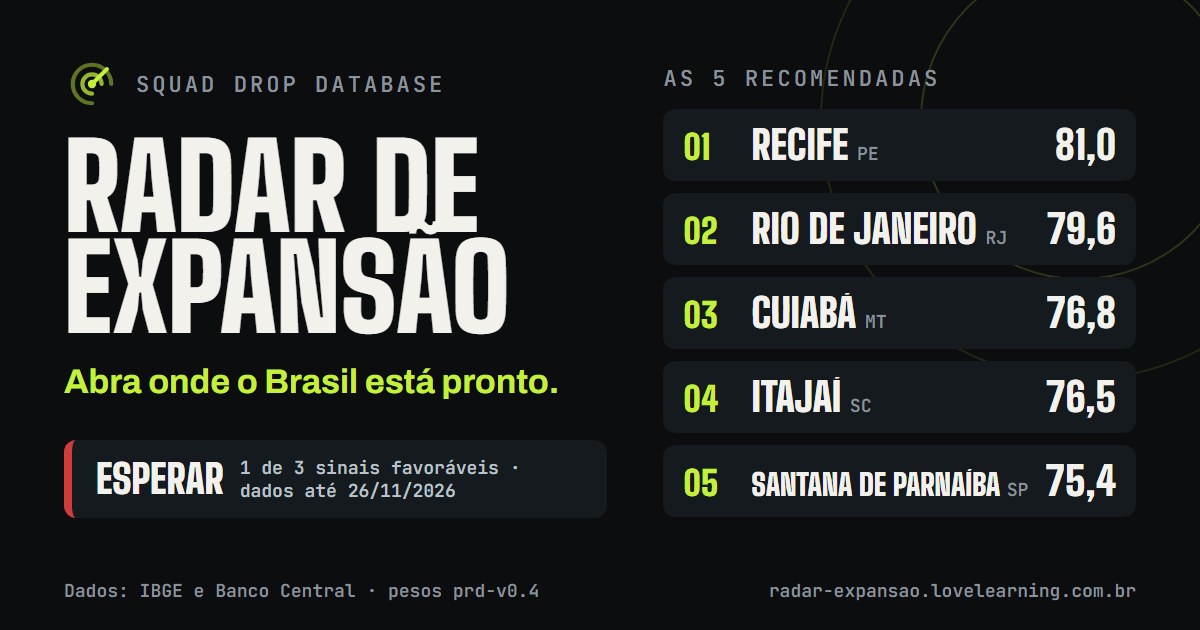 SQUAD DROP DATABASE
RADAR DE
EXPANSÃO
Abra onde o Brasil está pronto.
ESPERAR
1 de 3 sinais favoráveis ·
dados até 26/11/2026
AS 5 RECOMENDADAS
01 RECIFE PE 81,0
02 RIO DE JANEIRO RJ 79,6
03 CUIABÁ MT 76,8
04 ITAJAÍ SC 76,5
05 SANTANA DE PARNAÍBA SP 75,4
Dados: IBGE e Banco Central · pesos prd-v0.4
radar-expansao.lovelearning.com.br